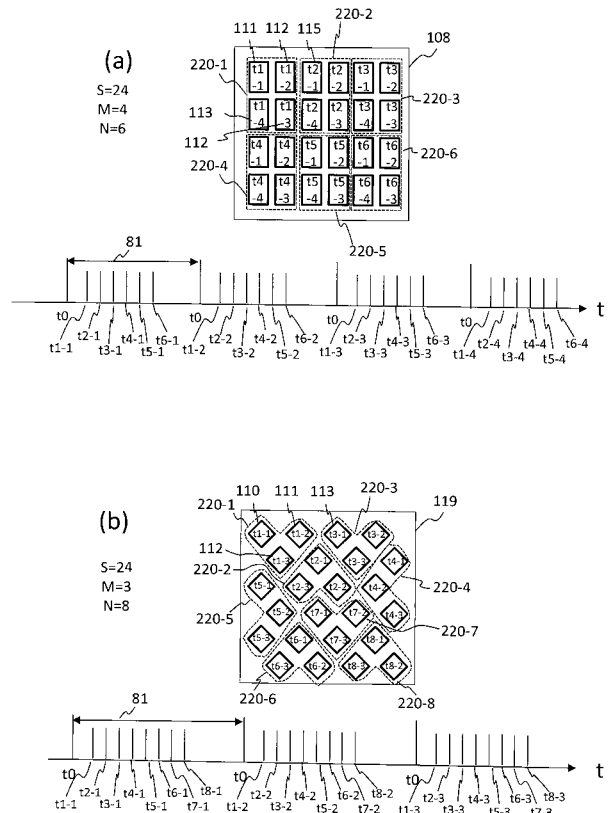 220-2
111 112 115
108
(a)
220-1
S=24
M=4
N=6
113
112
220-4
220-3
220-6
220-5
t1 -1 t1 -2 t2 -1 t2 -2 t3 -1 t3 -2
t1 -4 t1 -3 t2 -4 t2 -3 t3 -4 t3 -3
t4 -1 t4 -2 t5 -1 t5 -2 t6 -1 t6 -2
t4 -4 t4 -3 t5 -4 t5 -3 t6 -4 t6 -3
81
t
t0 t0 t0 t0
t1-1 t2-1 t3-1 t4-1 t5-1 t6-1
t1-2 t2-2 t3-2 t4-2 t5-2 t6-2
t1-3 t2-3 t3-3 t4-3 t5-3 t6-3
t1-4 t2-4 t3-4 t4-4 t5-4 t6-4
110 111 113 220-3
119
(b)
220-1
S=24
M=3
N=8
112
220-2
220-5
220-4
220-7
220-6
220-8
t1-1 t1-2 t3-1 t3-2
t1-3 t2-1 t3-3 t4-1
t5-1 t2-3 t2-2 t4-2
t5-2 t7-1 t7-2 t4-3
t5-3 t6-1 t7-3 t8-1
t6-3 t6-2 t8-3 t8-2
81
t
t0 t0 t0
t1-1 t2-1 t3-1 t4-1 t5-1 t6-1 t7-1 t8-1
t1-2 t2-2 t3-2 t4-2 t5-2 t6-2 t7-2 t8-2
t1-3 t2-3 t3-3 t4-3 t5-3 t6-3 t7-3 t8-3